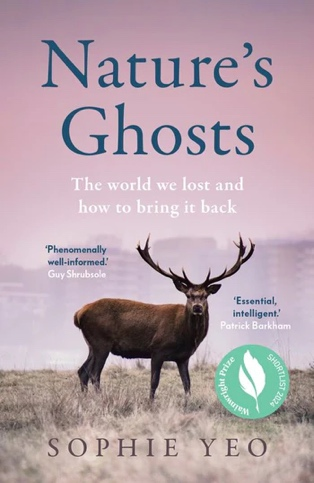 Nature's
Ghosts
The world we lost and
how to bring it back
'Phenomenally
well-informed.'
Guy Shrubsole
'Essential,
intelligent.'
Patrick Barkham
Wainwright Prize
SHORTLIST 2024
SOPHIE YEO